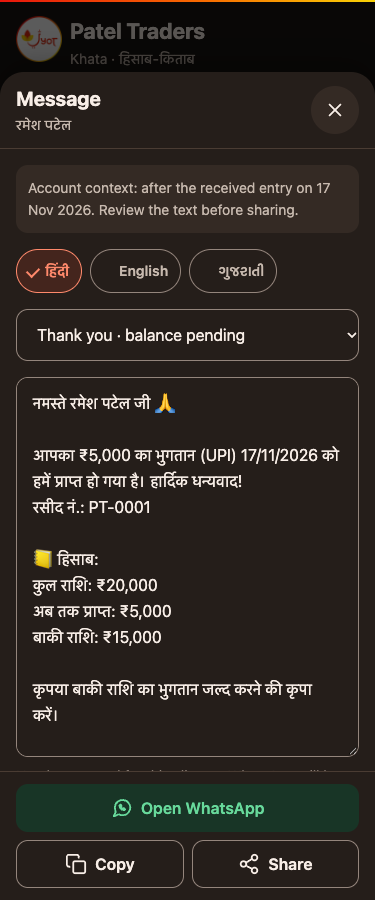 Jyot
Patel Traders
Khata · हिसाब-किताब
Message
रमेश पटेल
Account context: after the received entry on 17
Nov 2026. Review the text before sharing.
हिंदी
English
ગુજરાતી
Thank you · balance pending
नमस्ते रमेश पटेल जी 🙏
आपका ₹5,000 का भुगतान (UPI) 17/11/2026 को
हमें प्राप्त हो गया है। हार्दिक धन्यवाद!
रसीद नं.: PT-0001
📒 हिसाब:
कुल राशि: ₹20,000
अब तक प्राप्त: ₹5,000
बाकी राशि: ₹15,000
कृपया बाकी राशि का भुगतान जल्द करने की कृपा
करें।
Open WhatsApp
Copy
Share